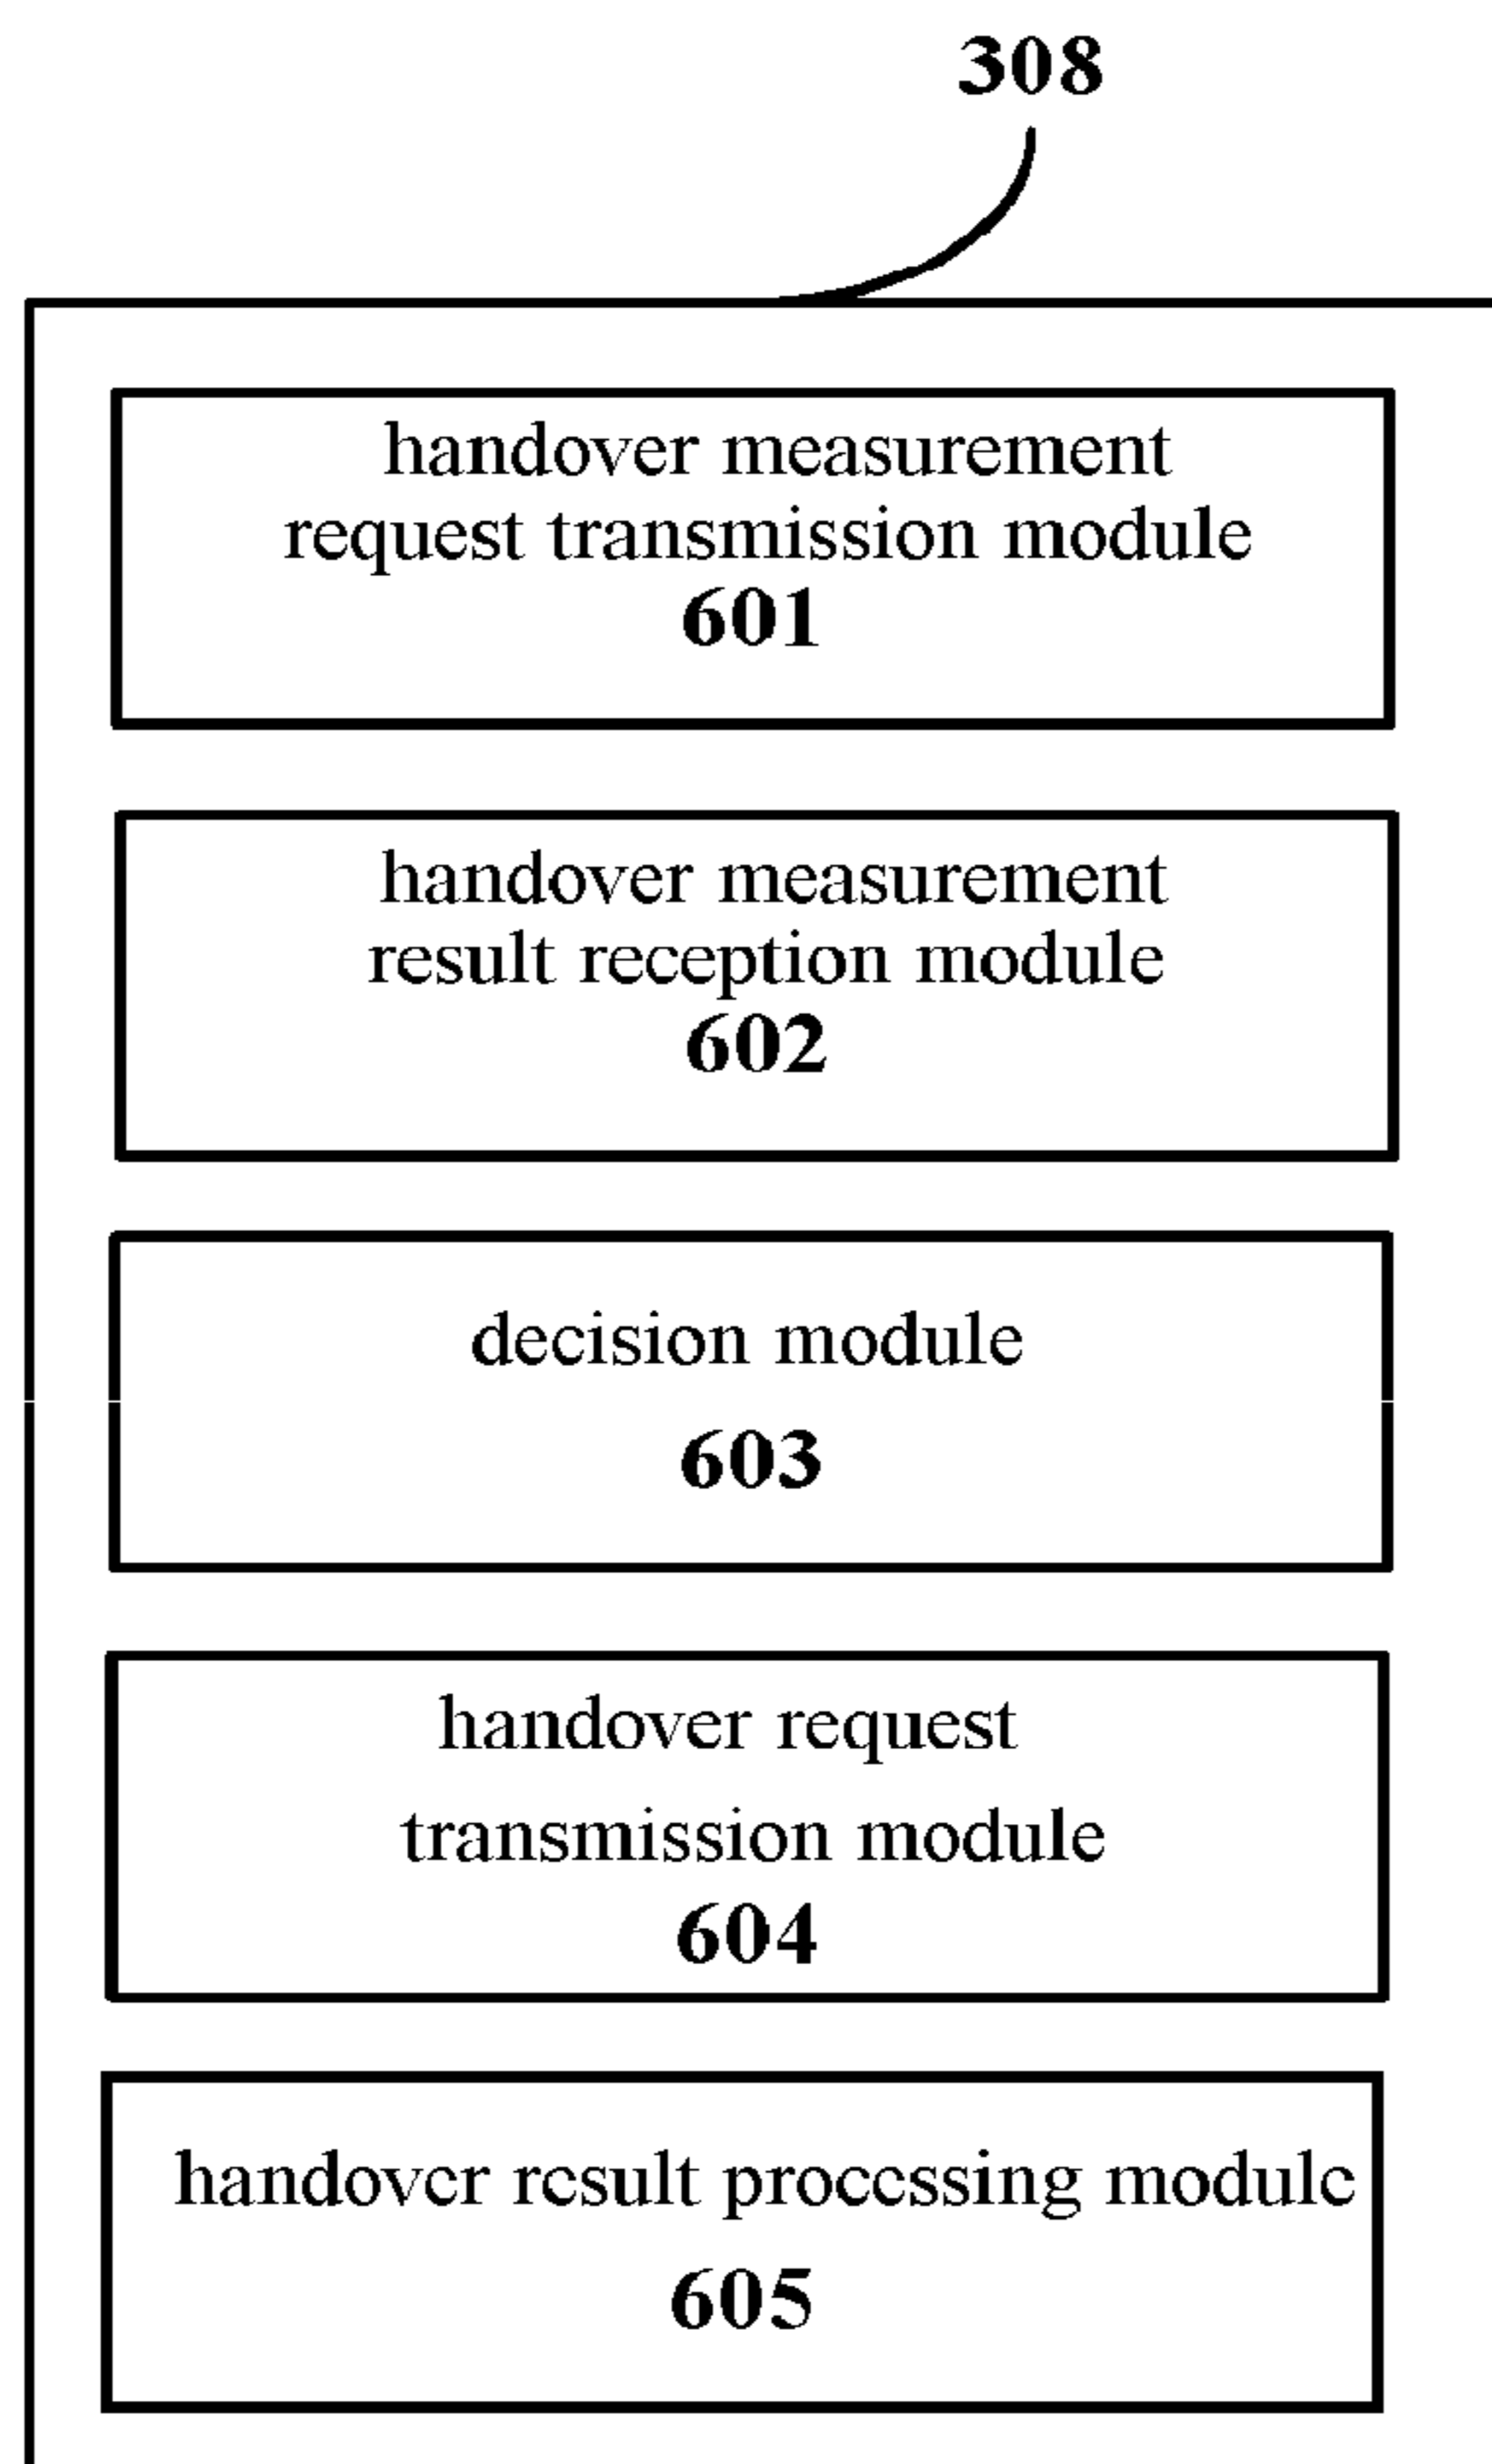 308
handover measurement
request transmission module
601
handover measurement
result reception module
602
decision module
603
handover request
transmission module
604
handover result processing module
605